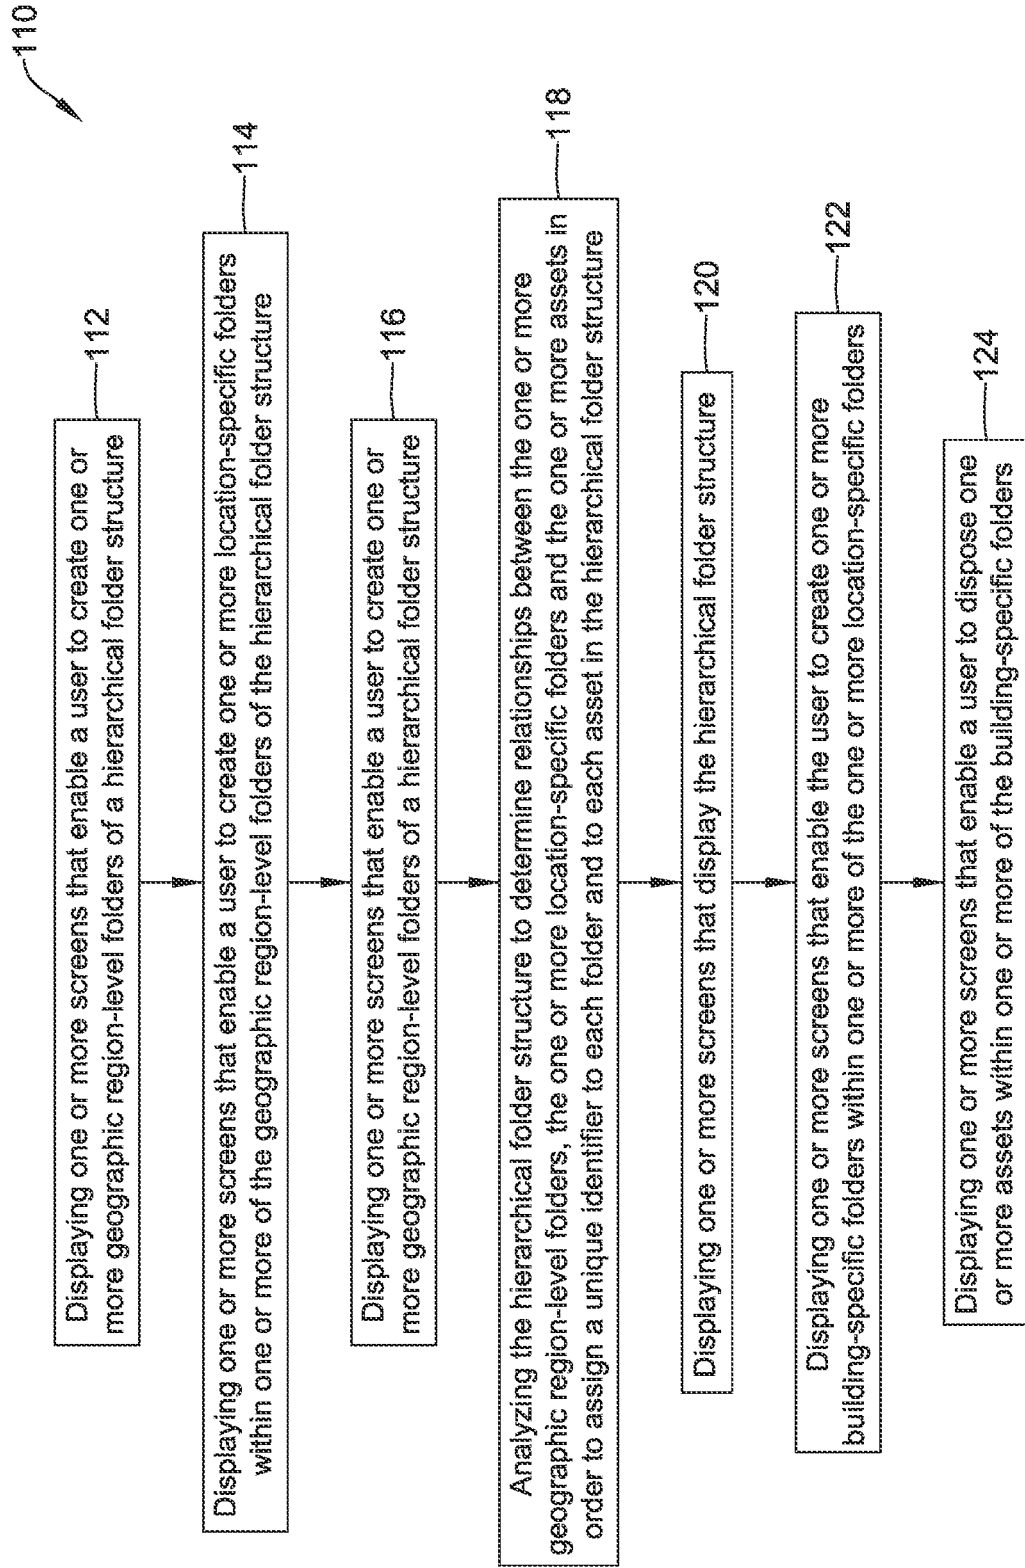 110
Displaying one or more screens that enable a user to create one or
more geographic region-level folders of a hierarchical folder structure
112
Displaying one or more screens that enable a user to create one or more location-specific folders
within one or more of the geographic region-level folders of the hierarchical folder structure
114
Displaying one or more screens that enable a user to create one or
more geographic region-level folders of a hierarchical folder structure
116
Analyzing the hierarchical folder structure to determine relationships between the one or more
geographic region-level folders, the one or more location-specific folders and the one or more assets in
order to assign a unique identifier to each folder and to each asset in the hierarchical folder structure
118
Displaying one or more screens that display the hierarchical folder structure
120
Displaying one or more screens that enable the user to create one or more
building-specific folders within one or more of the one or more location-specific folders
122
Displaying one or more screens that enable a user to dispose one
or more assets within one or more of the building-specific folders
124